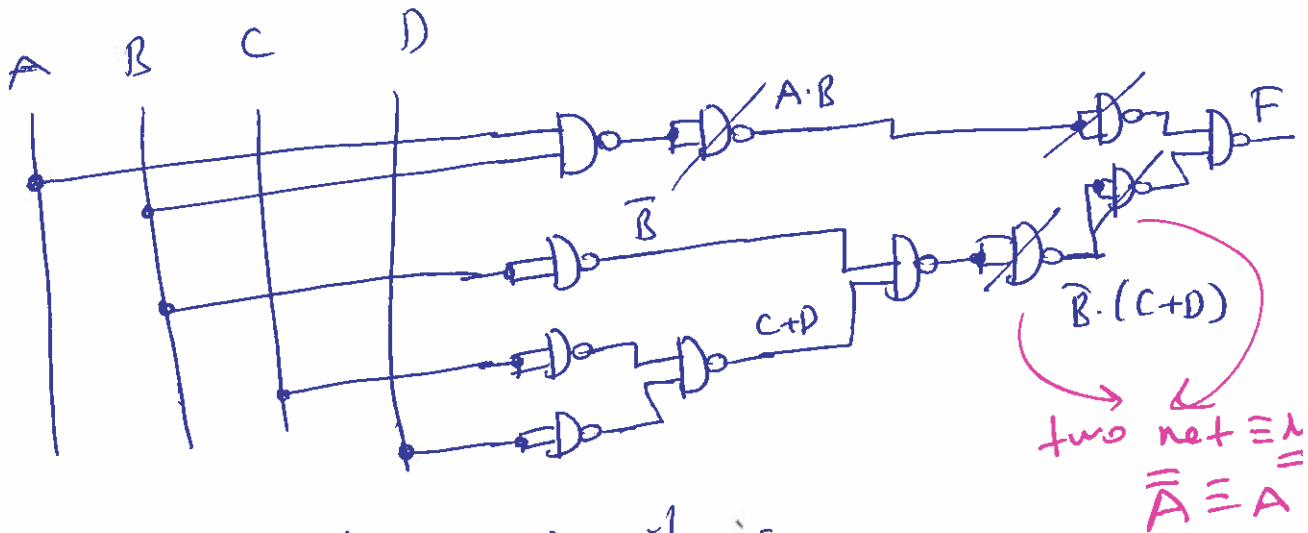 A B C D
A·B
F
B̅
C+D
B̅·(C+D)
two net ≡
A̿ ≡ A